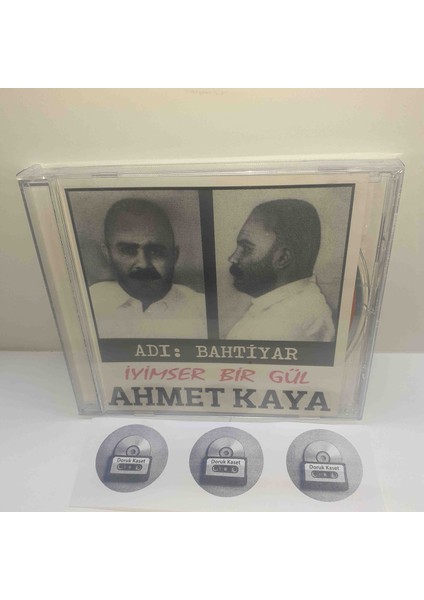 ADI: BAHTİYAR
İYİMSER BİR GÜL
AHMET KAYA
Doruk Kaset
Doruk Kaset
Doruk Kaset